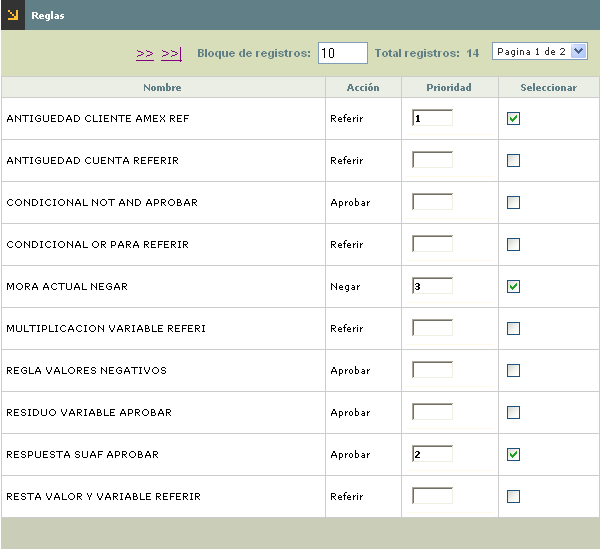 Reglas
>> >>| Bloque de registros: 10 Total registros: 14 Pagina 1 de 2
Nombre Acción Prioridad Seleccionar
ANTIGUEDAD CLIENTE AMEX REF Referir 1
ANTIGUEDAD CUENTA REFERIR Referir
CONDICIONAL NOT AND APROBAR Aprobar
CONDICIONAL OR PARA REFERIR Referir
MORA ACTUAL NEGAR Negar 3
MULTIPLICACION VARIABLE REFERI Referir
REGLA VALORES NEGATIVOS Aprobar
RESIDUO VARIABLE APROBAR Aprobar
RESPUESTA SUAF APROBAR Aprobar 2
RESTA VALOR Y VARIABLE REFERIR Referir